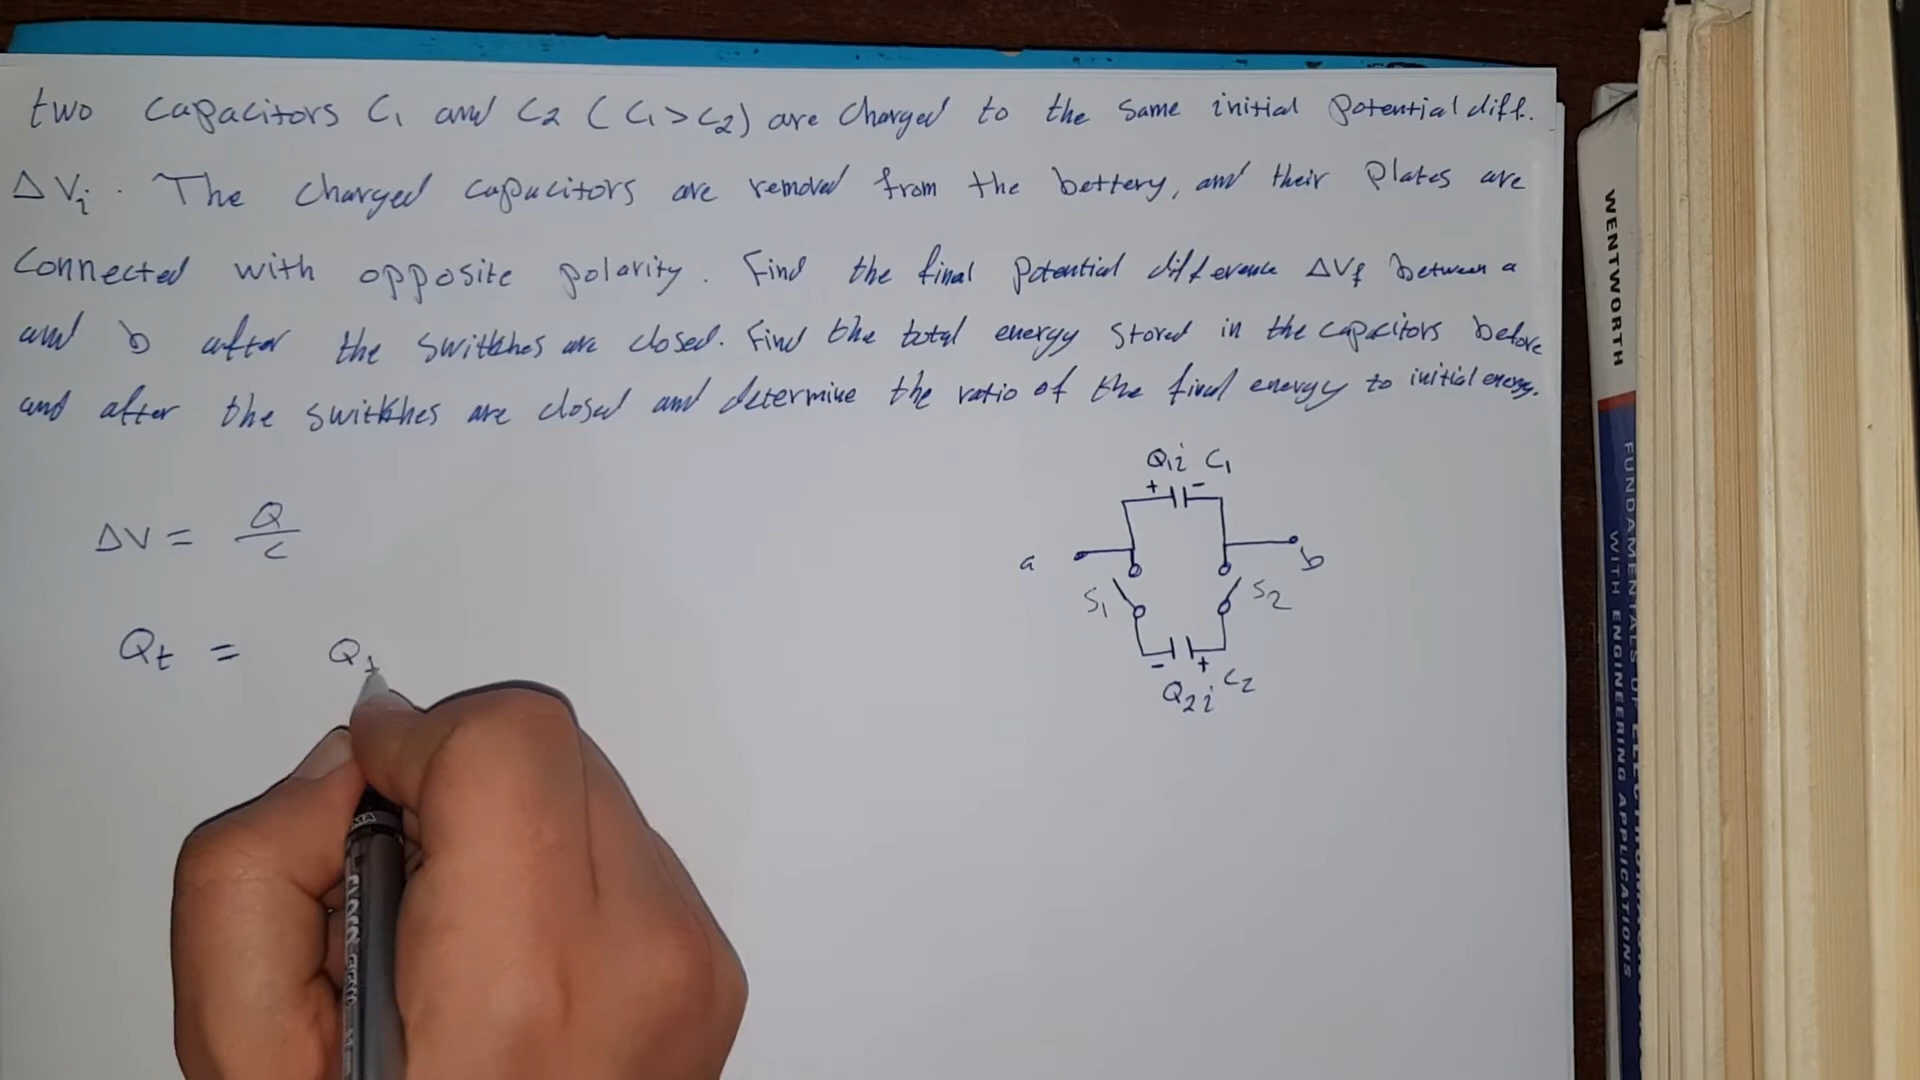 two capacitors C1 and C2 (C1 > C2) are charged to the same initial potential diff.
ΔVi. The charged capacitors are removed from the bettery, and their plates are
connected with opposite polarity. Find the final potential difference ΔVf between a
and b after the switches are closed. Find the total energy stored in the capacitors before
and after the switches are closed and determine the ratio of the final energy to initial energy.
Q1i C1
+ -
ΔV = Q/C
a b
S1 S2
Qt = Q
- +
Q2i C2
WENTWORTH
FUNDAMENTALS OF
WITH ENGINEERING APPLICATIONS